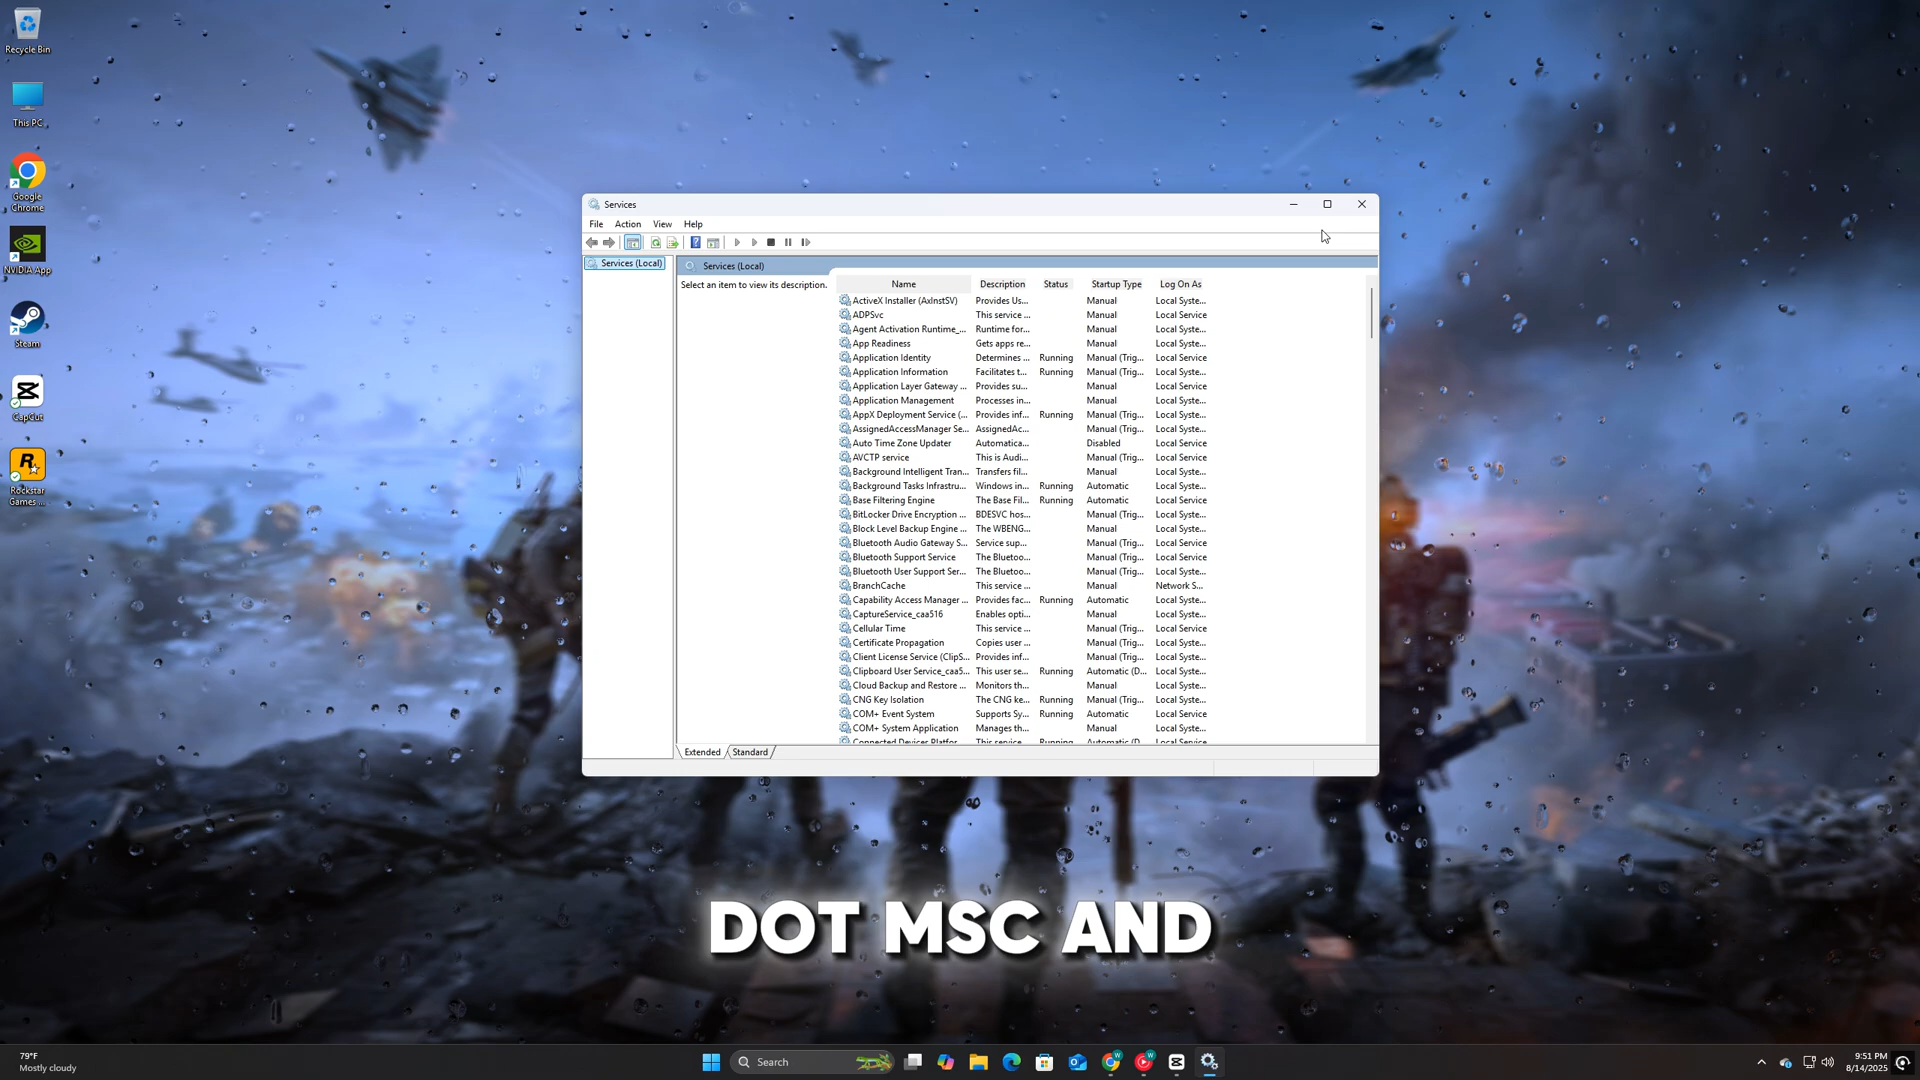 Recycle Bin
This PC
Google
Chrome
NVIDIA App
Steam
CapCut
Rockstar
Games ...
Services
File Action View Help
Services (Local)
Services (Local)
Select an item to view its description.
Name Description Status Startup Type Log On As
ActiveX Installer (AxInstSV) Provides Us... Manual Local Syste...
ADPSvc This service ... Manual Local Service
Agent Activation Runtime_... Runtime for... Manual Local Syste...
App Readiness Gets apps re... Manual Local Syste...
Application Identity Determines ... Running Manual (Trig... Local Service
Application Information Facilitates t... Running Manual (Trig... Local Syste...
Application Layer Gateway ... Provides su... Manual Local Service
Application Management Processes in... Manual Local Syste...
AppX Deployment Service (... Provides inf... Running Manual (Trig... Local Syste...
AssignedAccessManager Se... AssignedAc... Manual (Trig... Local Syste...
Auto Time Zone Updater Automatica... Disabled Local Service
AVCTP service This is Audi... Manual (Trig... Local Service
Background Intelligent Tran... Transfers fil... Manual Local Syste...
Background Tasks Infrastru... Windows in... Running Automatic Local Syste...
Base Filtering Engine The Base Fil... Running Automatic Local Service
BitLocker Drive Encryption ... BDESVC hos... Manual (Trig... Local Syste...
Block Level Backup Engine ... The WBENG... Manual Local Syste...
Bluetooth Audio Gateway S... Service sup... Manual (Trig... Local Service
Bluetooth Support Service The Bluetoo... Manual (Trig... Local Service
Bluetooth User Support Ser... The Bluetoo... Manual (Trig... Local Syste...
BranchCache This service ... Manual Network S...
Capability Access Manager ... Provides fac... Running Automatic Local Syste...
CaptureService_caa516 Enables opti... Manual Local Syste...
Cellular Time This service ... Manual (Trig... Local Service
Certificate Propagation Copies user ... Manual (Trig... Local Syste...
Client License Service (ClipS... Provides inf... Manual (Trig... Local Syste...
Clipboard User Service_caa5... This user se... Running Automatic (D... Local Syste...
Cloud Backup and Restore ... Monitors th... Manual Local Syste...
CNG Key Isolation The CNG ke... Running Manual (Trig... Local Syste...
COM+ Event System Supports Sy... Running Automatic Local Service
COM+ System Application Manages th... Manual Local Syste...
Connected Devices Platfor... This service ... Running Automatic (D... Local Service
Extended Standard
DOT MSC AND
79°F
Mostly cloudy
Search
9:51 PM
8/14/2025